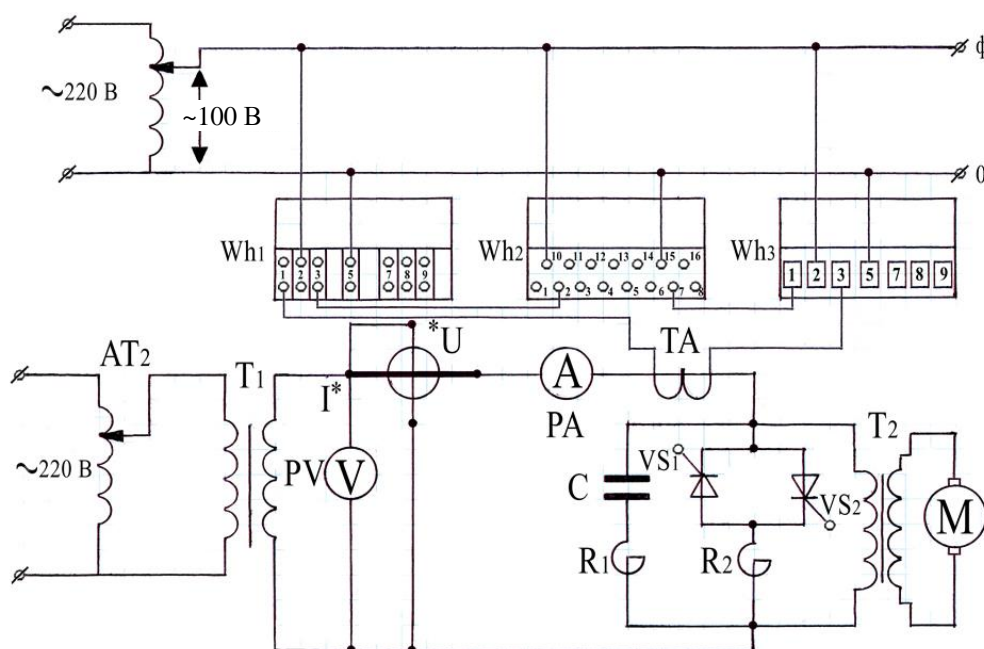 ф
~220 В
~100 В
0
Wh1
1 2 3 5 7 8 9
Wh2
10 11 12 13 14 15 16
1 2 3 4 5 6 7 8
Wh3
1 2 3 5 7 8 9
*U
TA
AT2
T1
I*
A
PA
~220 В
PV
V
C
VS1
VS2
T2
M
R1
R2